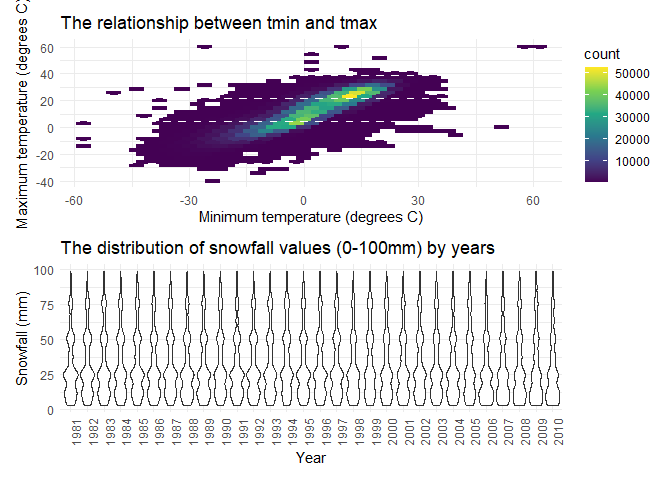 The relationship between tmin and tmax
Maximum temperature (degrees C)
60
40
20
0
-20
-40
-60 -30 0 30 60
Minimum temperature (degrees C)
count
50000
40000
30000
20000
10000
The distribution of snowfall values (0-100mm) by years
Snowfall (mm)
100
75
50
25
0
1981 1982 1983 1984 1985 1986 1987 1988 1989 1990 1991 1992 1993 1994 1995 1996 1997 1998 1999 2000 2001 2002 2003 2004 2005 2006 2007 2008 2009 2010
Year